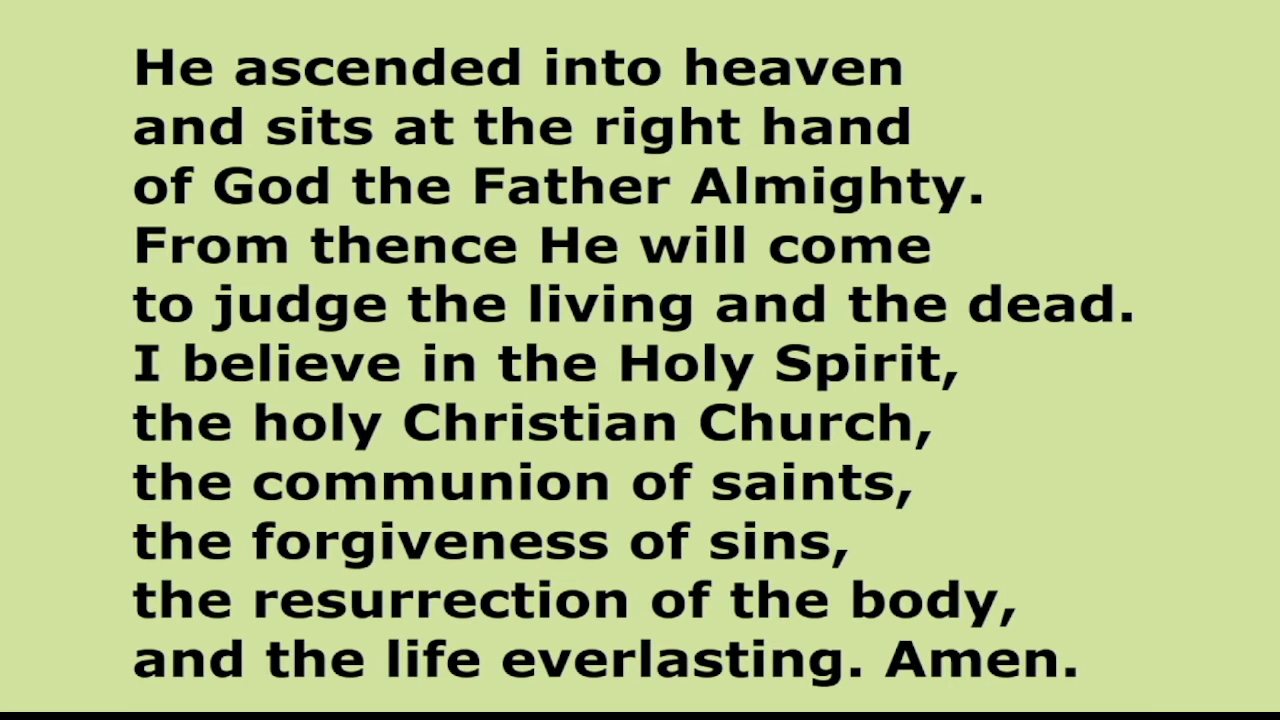 He ascended into heaven
and sits at the right hand
of God the Father Almighty.
From thence He will come
to judge the living and the dead.
I believe in the Holy Spirit,
the holy Christian Church,
the communion of saints,
the forgiveness of sins,
the resurrection of the body,
and the life everlasting. Amen.